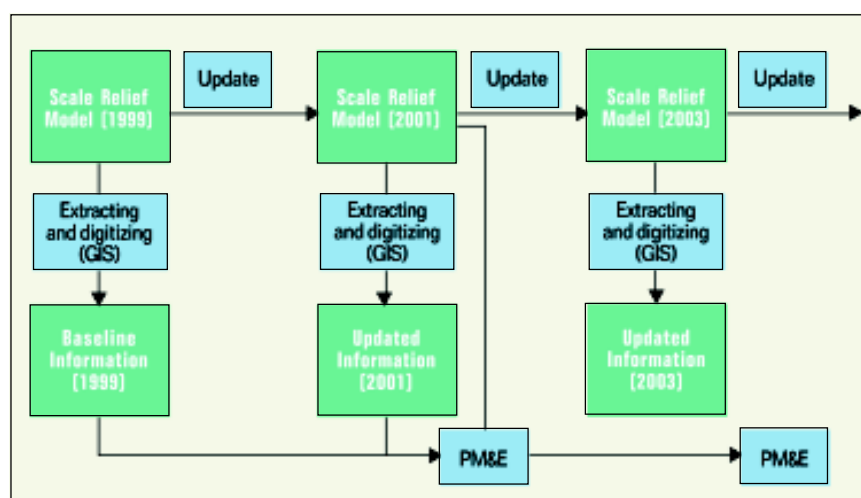 Update
Update
Update
Scale Relief
Model [1999]
Scale Relief
Model [2001]
Scale Relief
Model [2003]
Extracting
and digitizing
(GIS)
Extracting
and digitizing
(GIS)
Extracting
and digitizing
(GIS)
Baseline
Information
[1999]
Updated
Information
[2001]
Updated
Information
[2003]
PM&E
PM&E